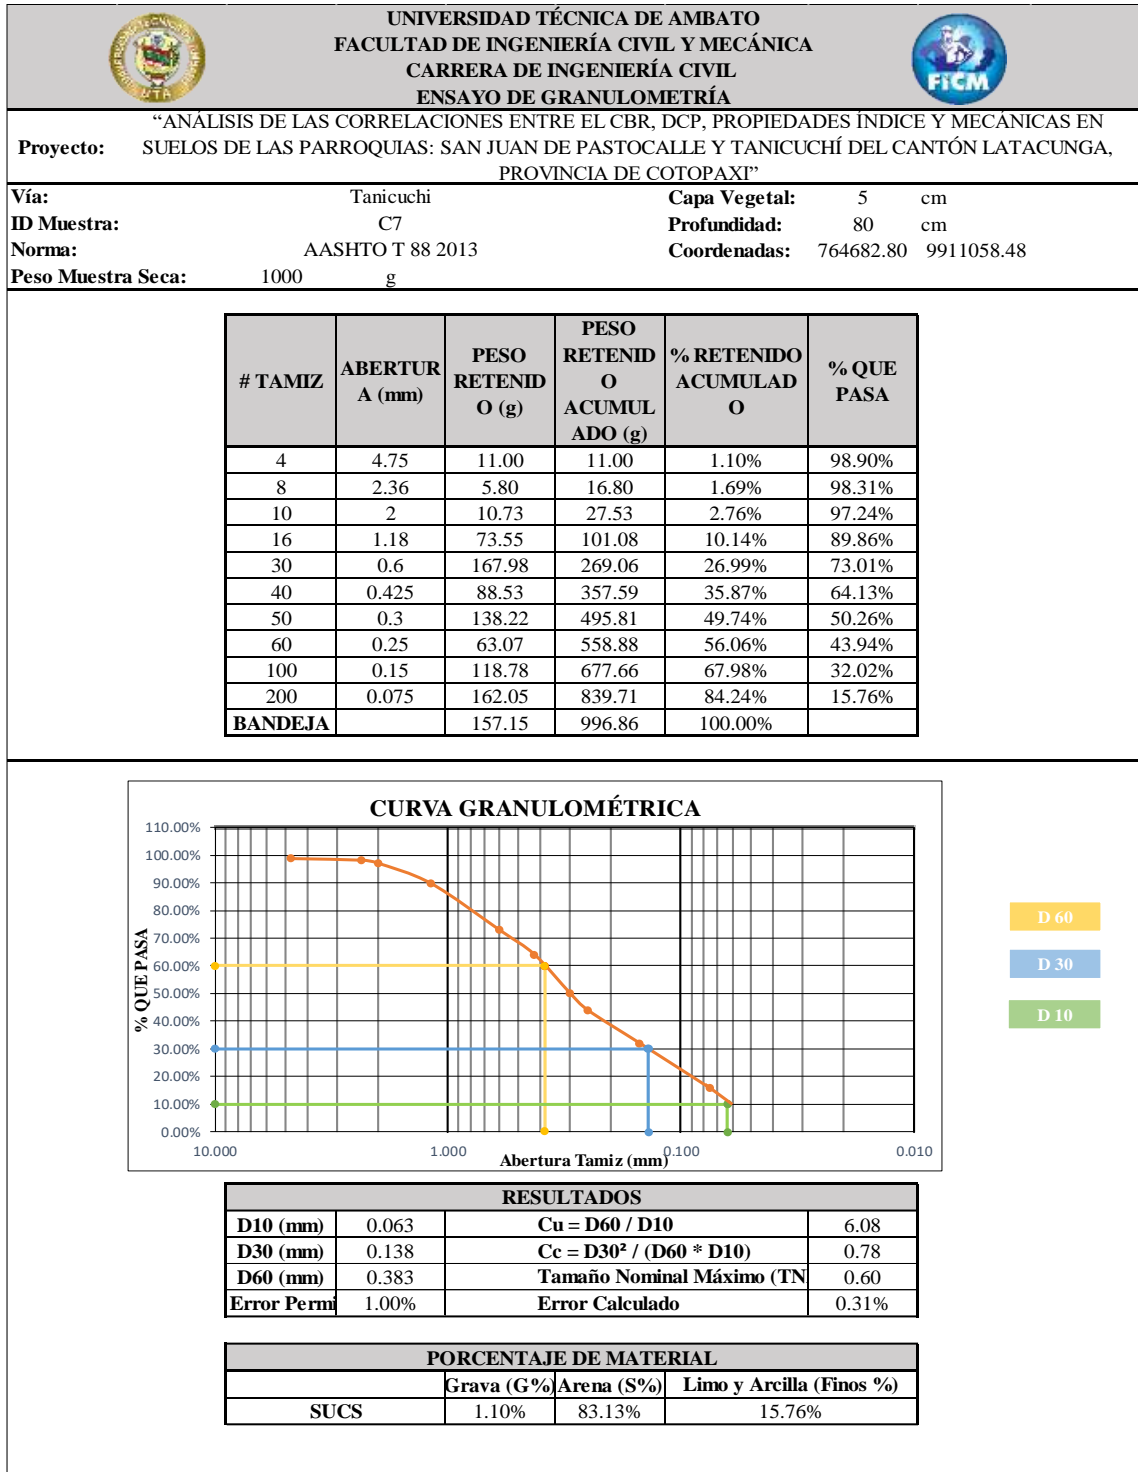 UNIVERSIDAD TÉCNICA DE AMBATO
FACULTAD DE INGENIERÍA CIVIL Y MECÁNICA
CARRERA DE INGENIERÍA CIVIL
ENSAYO DE GRANULOMETRÍA
UTA
FICM
Proyecto: “ANÁLISIS DE LAS CORRELACIONES ENTRE EL CBR, DCP, PROPIEDADES ÍNDICE Y MECÁNICAS EN
SUELOS DE LAS PARROQUIAS: SAN JUAN DE PASTOCALLE Y TANICUCHÍ DEL CANTÓN LATACUNGA,
PROVINCIA DE COTOPAXI”
Vía: Tanicuchi Capa Vegetal: 5 cm
ID Muestra: C7 Profundidad: 80 cm
Norma: AASHTO T 88 2013 Coordenadas: 764682.80 9911058.48
Peso Muestra Seca: 1000 g
# TAMIZ ABERTUR A (mm) PESO RETENID O (g) PESO RETENID O ACUMUL ADO (g) % RETENIDO ACUMULAD O % QUE PASA
4 4.75 11.00 11.00 1.10% 98.90%
8 2.36 5.80 16.80 1.69% 98.31%
10 2 10.73 27.53 2.76% 97.24%
16 1.18 73.55 101.08 10.14% 89.86%
30 0.6 167.98 269.06 26.99% 73.01%
40 0.425 88.53 357.59 35.87% 64.13%
50 0.3 138.22 495.81 49.74% 50.26%
60 0.25 63.07 558.88 56.06% 43.94%
100 0.15 118.78 677.66 67.98% 32.02%
200 0.075 162.05 839.71 84.24% 15.76%
BANDEJA 157.15 996.86 100.00%
CURVA GRANULOMÉTRICA
% QUE PASA
110.00%
100.00%
90.00%
80.00%
70.00%
60.00%
50.00%
40.00%
30.00%
20.00%
10.00%
0.00%
10.000 1.000 0.100 0.010
Abertura Tamiz (mm)
D 60
D 30
D 10
RESULTADOS
D10 (mm) 0.063 Cu = D60 / D10 6.08
D30 (mm) 0.138 Cc = D30² / (D60 * D10) 0.78
D60 (mm) 0.383 Tamaño Nominal Máximo (TN 0.60
Error Permi 1.00% Error Calculado 0.31%
PORCENTAJE DE MATERIAL
Grava (G%) Arena (S%) Limo y Arcilla (Finos %)
SUCS 1.10% 83.13% 15.76%